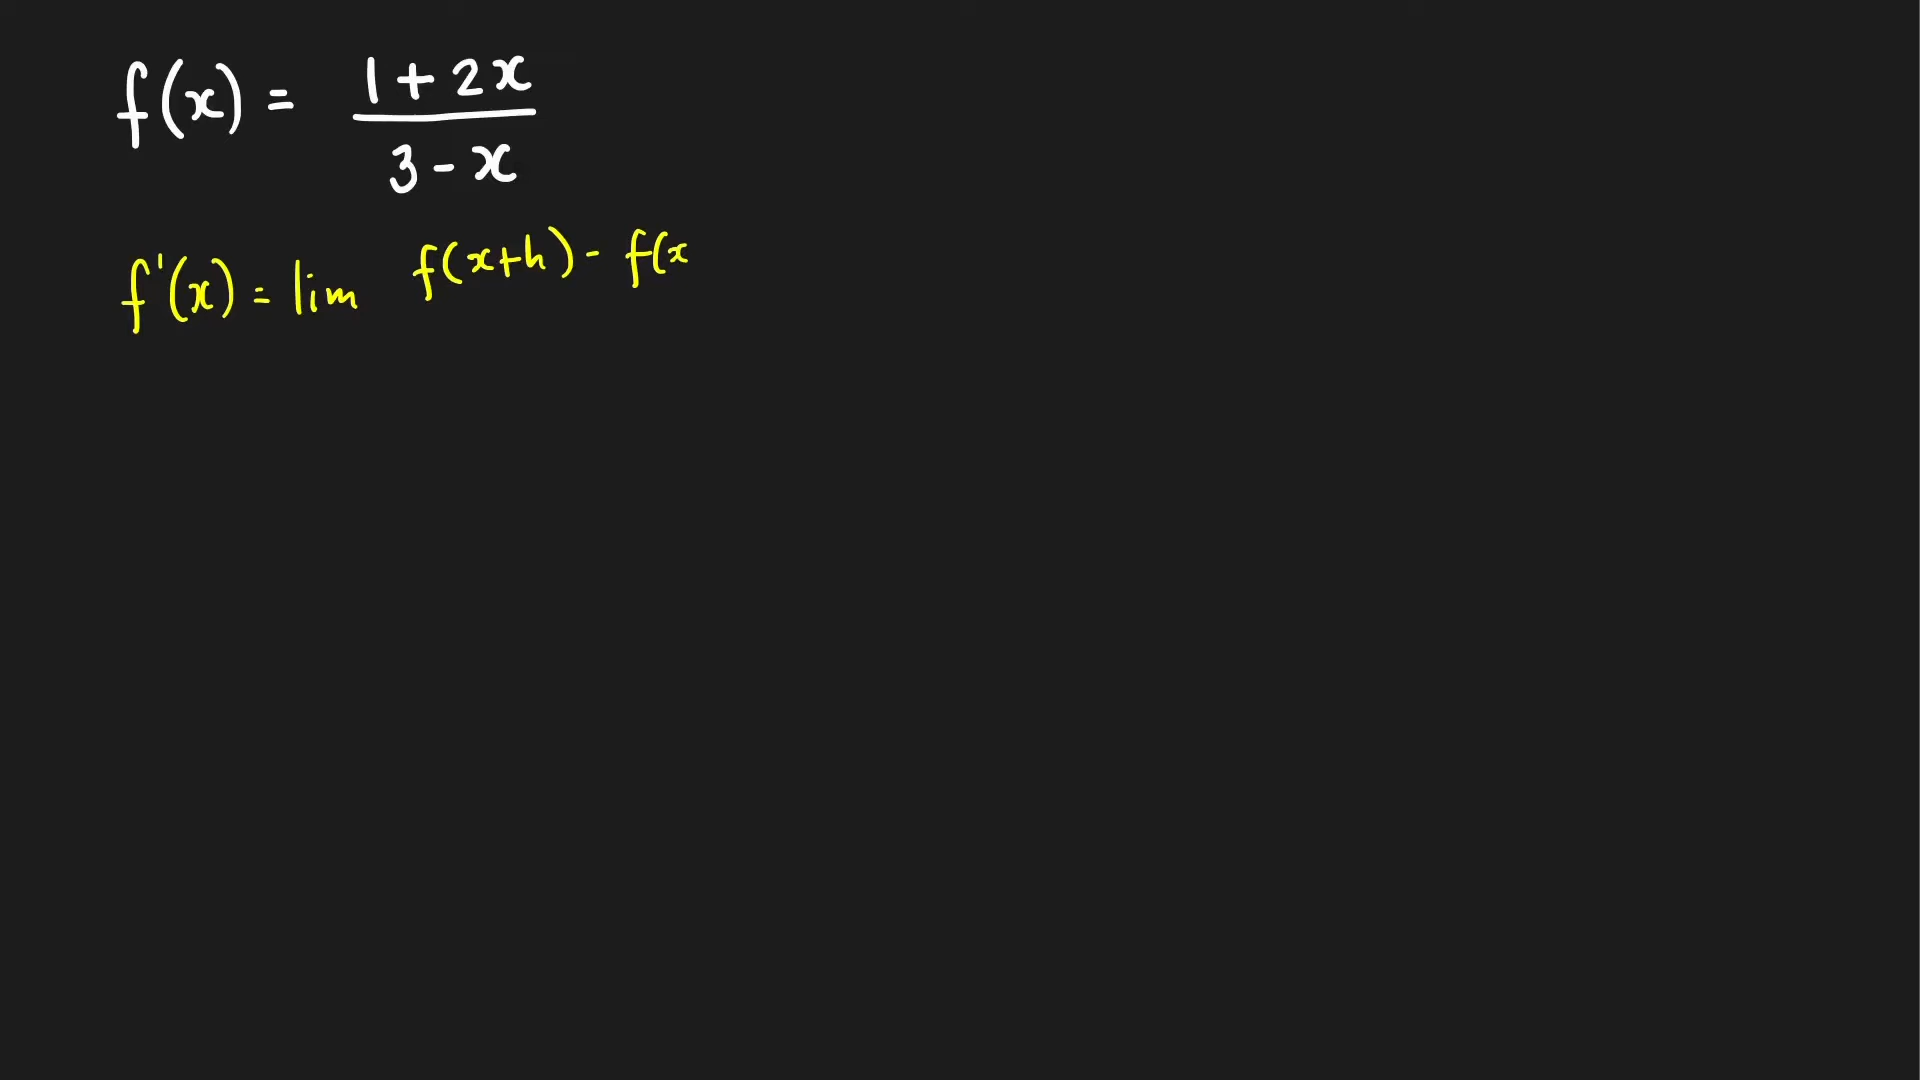 f(x) = (1 + 2x)/(3 - x)
f'(x) = lim f(x+h) - f(x